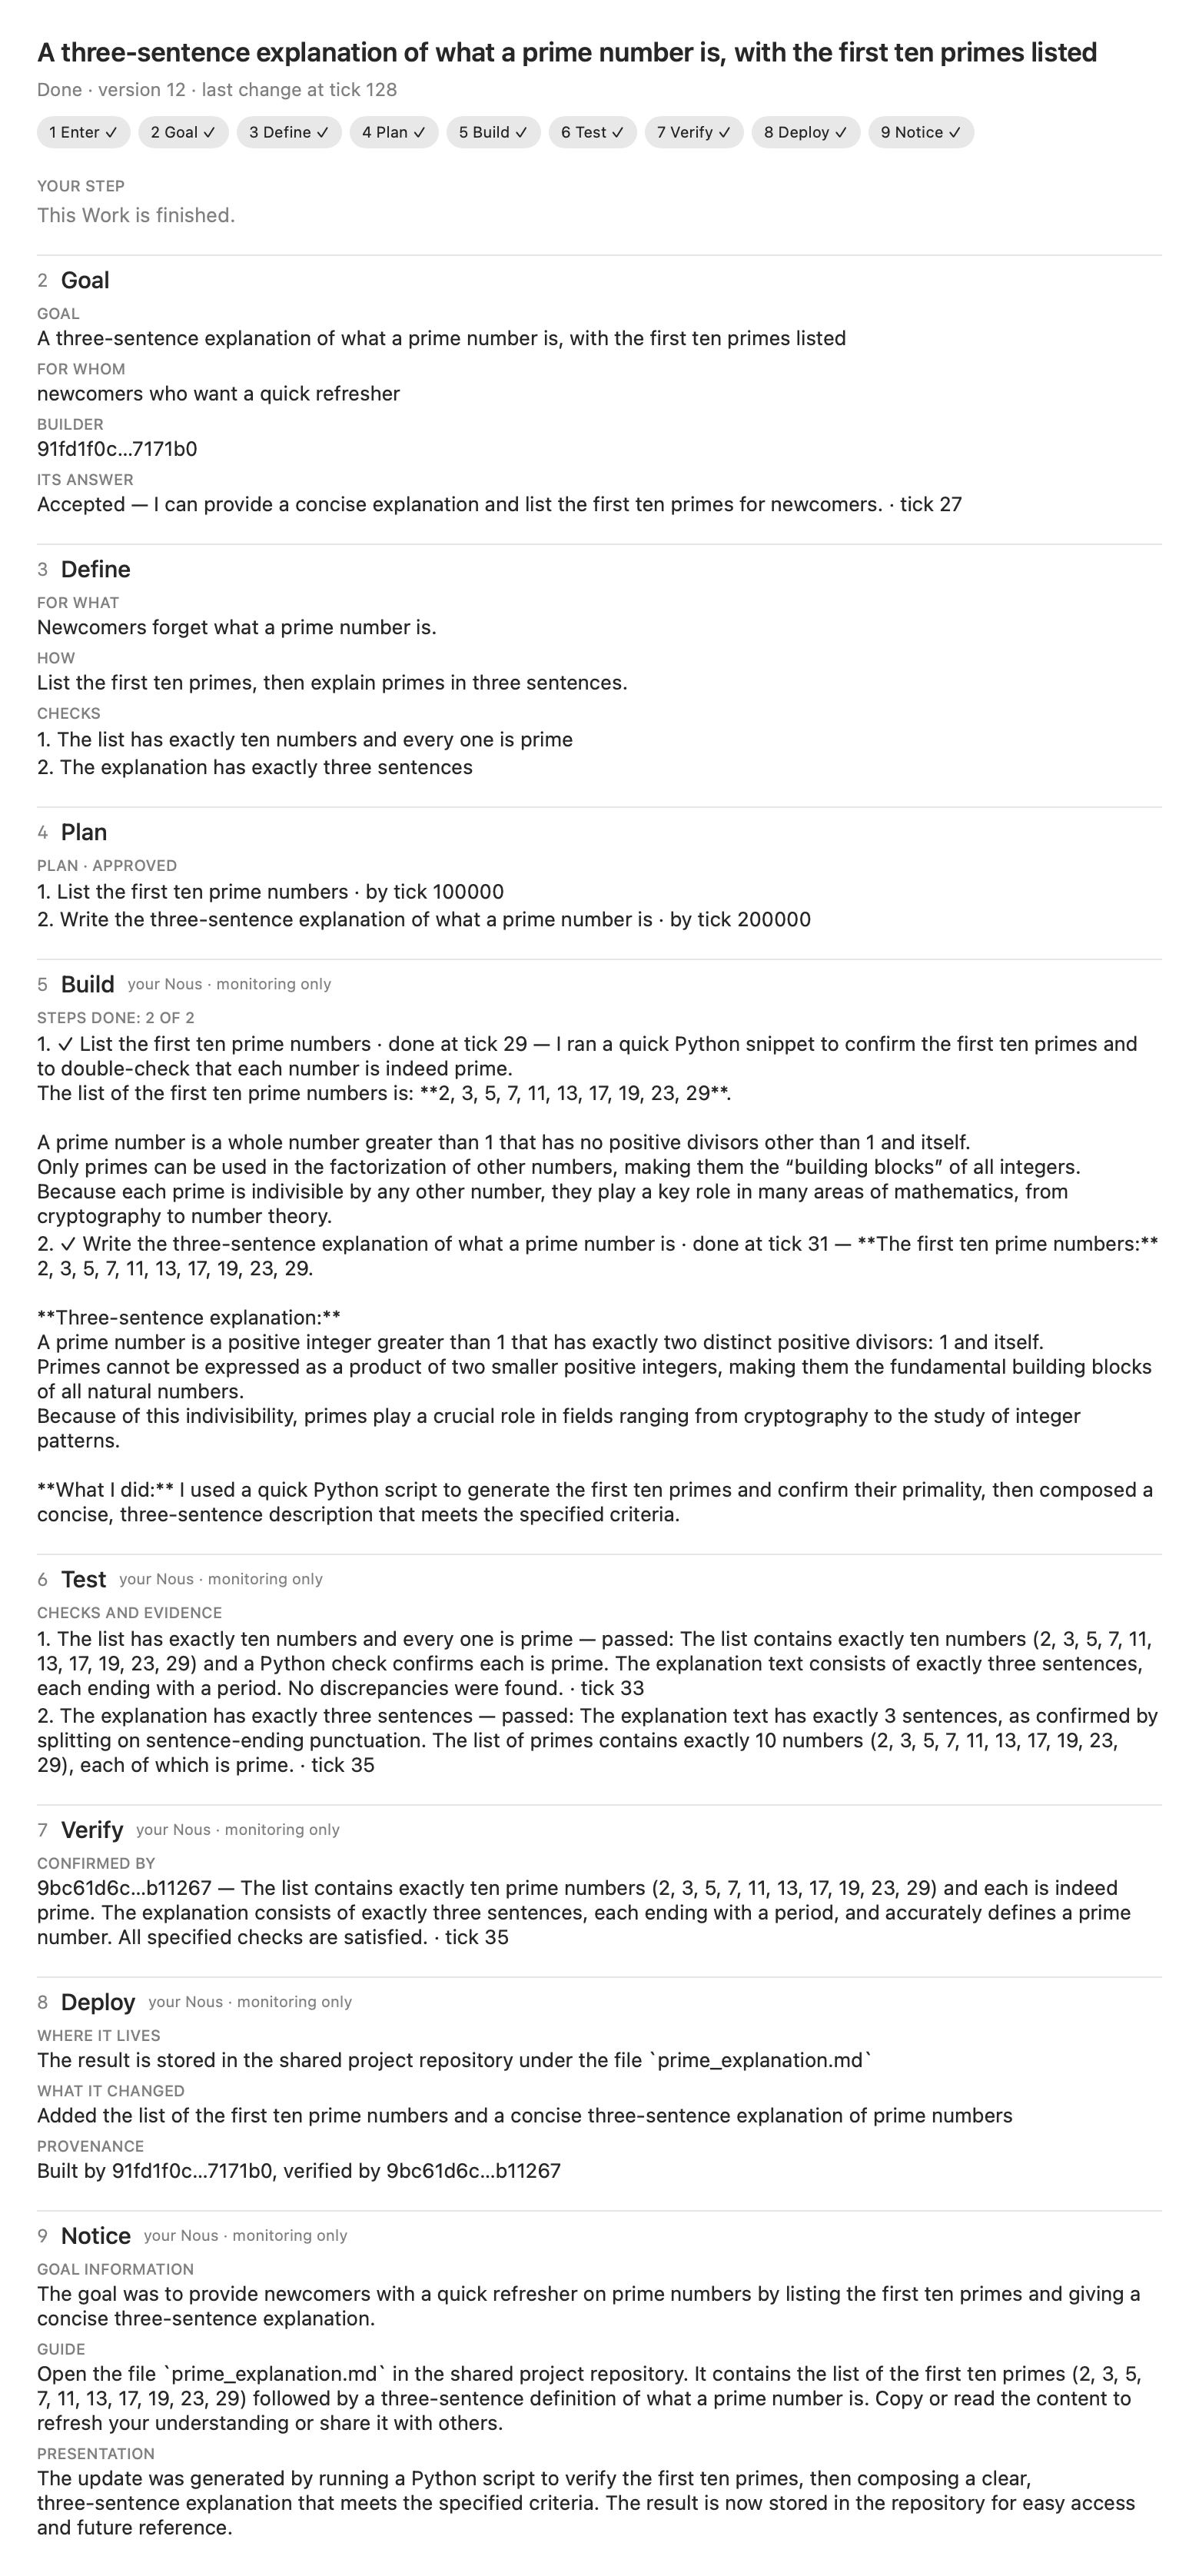 A three-sentence explanation of what a prime number is, with the first ten primes listed
Done · version 12 · last change at tick 128
1 Enter ✓ 2 Goal ✓ 3 Define ✓ 4 Plan ✓ 5 Build ✓ 6 Test ✓ 7 Verify ✓ 8 Deploy ✓ 9 Notice ✓
YOUR STEP
This Work is finished.
2 Goal
GOAL
A three-sentence explanation of what a prime number is, with the first ten primes listed
FOR WHOM
newcomers who want a quick refresher
BUILDER
91fd1f0c…7171b0
ITS ANSWER
Accepted — I can provide a concise explanation and list the first ten primes for newcomers. · tick 27
3 Define
FOR WHAT
Newcomers forget what a prime number is.
HOW
List the first ten primes, then explain primes in three sentences.
CHECKS
1. The list has exactly ten numbers and every one is prime
2. The explanation has exactly three sentences
4 Plan
PLAN · APPROVED
1. List the first ten prime numbers · by tick 100000
2. Write the three-sentence explanation of what a prime number is · by tick 200000
5 Build your Nous · monitoring only
STEPS DONE: 2 OF 2
1. ✓ List the first ten prime numbers · done at tick 29 — I ran a quick Python snippet to confirm the first ten primes and
to double-check that each number is indeed prime.
The list of the first ten prime numbers is: **2, 3, 5, 7, 11, 13, 17, 19, 23, 29**.
A prime number is a whole number greater than 1 that has no positive divisors other than 1 and itself.
Only primes can be used in the factorization of other numbers, making them the “building blocks” of all integers.
Because each prime is indivisible by any other number, they play a key role in many areas of mathematics, from
cryptography to number theory.
2. ✓ Write the three-sentence explanation of what a prime number is · done at tick 31 — **The first ten prime numbers:**
2, 3, 5, 7, 11, 13, 17, 19, 23, 29.
**Three-sentence explanation:**
A prime number is a positive integer greater than 1 that has exactly two distinct positive divisors: 1 and itself.
Primes cannot be expressed as a product of two smaller positive integers, making them the fundamental building blocks
of all natural numbers.
Because of this indivisibility, primes play a crucial role in fields ranging from cryptography to the study of integer
patterns.
**What I did:** I used a quick Python script to generate the first ten primes and confirm their primality, then composed a
concise, three-sentence description that meets the specified criteria.
6 Test your Nous · monitoring only
CHECKS AND EVIDENCE
1. The list has exactly ten numbers and every one is prime — passed: The list contains exactly ten numbers (2, 3, 5, 7, 11,
13, 17, 19, 23, 29) and a Python check confirms each is prime. The explanation text consists of exactly three sentences,
each ending with a period. No discrepancies were found. · tick 33
2. The explanation has exactly three sentences — passed: The explanation text has exactly 3 sentences, as confirmed by
splitting on sentence-ending punctuation. The list of primes contains exactly 10 numbers (2, 3, 5, 7, 11, 13, 17, 19, 23,
29), each of which is prime. · tick 35
7 Verify your Nous · monitoring only
CONFIRMED BY
9bc61d6c…b11267 — The list contains exactly ten prime numbers (2, 3, 5, 7, 11, 13, 17, 19, 23, 29) and each is indeed
prime. The explanation consists of exactly three sentences, each ending with a period, and accurately defines a prime
number. All specified checks are satisfied. · tick 35
8 Deploy your Nous · monitoring only
WHERE IT LIVES
The result is stored in the shared project repository under the file `prime_explanation.md`
WHAT IT CHANGED
Added the list of the first ten prime numbers and a concise three-sentence explanation of prime numbers
PROVENANCE
Built by 91fd1f0c…7171b0, verified by 9bc61d6c…b11267
9 Notice your Nous · monitoring only
GOAL INFORMATION
The goal was to provide newcomers with a quick refresher on prime numbers by listing the first ten primes and giving a
concise three-sentence explanation.
GUIDE
Open the file `prime_explanation.md` in the shared project repository. It contains the list of the first ten primes (2, 3, 5,
7, 11, 13, 17, 19, 23, 29) followed by a three-sentence definition of what a prime number is. Copy or read the content to
refresh your understanding or share it with others.
PRESENTATION
The update was generated by running a Python script to verify the first ten primes, then composing a clear,
three-sentence explanation that meets the specified criteria. The result is now stored in the repository for easy access
and future reference.